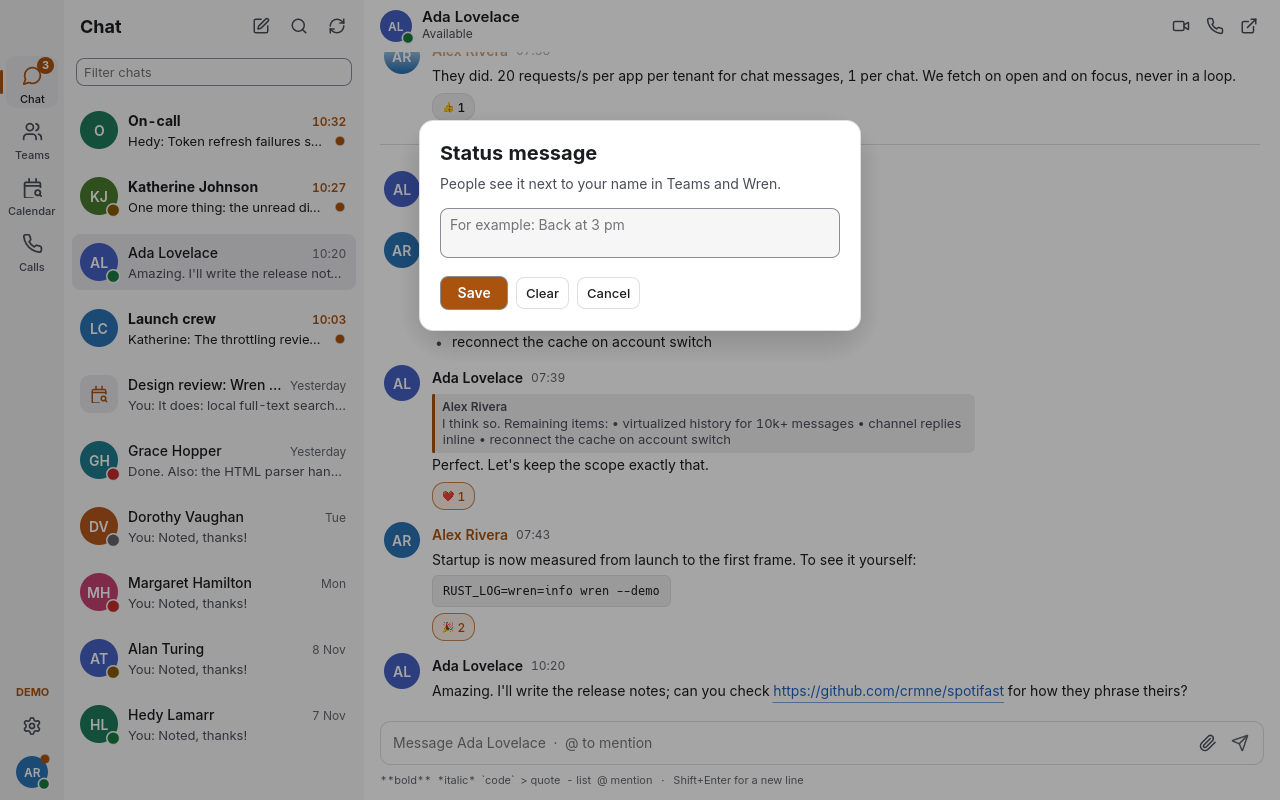 Chat
Filter chats
3
Chat
Teams
Calendar
Calls
DEMO
AR
O
On-call
10:32
Hedy: Token refresh failures s...
KJ
Katherine Johnson
10:27
One more thing: the unread di...
AL
Ada Lovelace
10:20
Amazing. I'll write the release not...
LC
Launch crew
10:03
Katherine: The throttling revie...
Design review: Wren ...
Yesterday
You: It does: local full-text search...
GH
Grace Hopper
Yesterday
Done. Also: the HTML parser han...
DV
Dorothy Vaughan
Tue
You: Noted, thanks!
MH
Margaret Hamilton
Mon
You: Noted, thanks!
AT
Alan Turing
8 Nov
You: Noted, thanks!
HL
Hedy Lamarr
7 Nov
You: Noted, thanks!
AL
Ada Lovelace
Available
AR
Alex Rivera 07:36
They did. 20 requests/s per app per tenant for chat messages, 1 per chat. We fetch on open and on focus, never in a loop.
👍 1
Status message
People see it next to your name in Teams and Wren.
For example: Back at 3 pm
Save
Clear
Cancel
AL
AR
• reconnect the cache on account switch
AL
Ada Lovelace 07:39
Alex Rivera
I think so. Remaining items: • virtualized history for 10k+ messages • channel replies
inline • reconnect the cache on account switch
Perfect. Let's keep the scope exactly that.
❤️ 1
AR
Alex Rivera 07:43
Startup is now measured from launch to the first frame. To see it yourself:
RUST_LOG=wren=info wren --demo
🎉 2
AL
Ada Lovelace 10:20
Amazing. I'll write the release notes; can you check https://github.com/crmne/spotifast for how they phrase theirs?
Message Ada Lovelace · @ to mention
**bold** *italic* `code` > quote - list @ mention · Shift+Enter for a new line